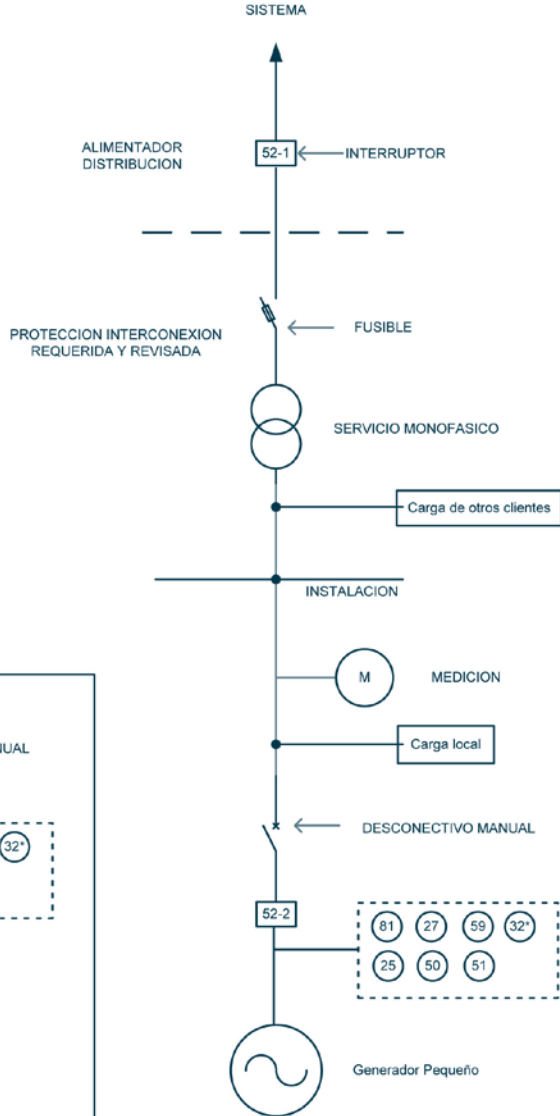 SISTEMA
ALIMENTADOR
DISTRIBUCION
52-1
INTERRUPTOR
PROTECCION INTERCONEXION
REQUERIDA Y REVISADA
FUSIBLE
SERVICIO MONOFASICO
Carga de otros clientes
INSTALACION
M
MEDICION
NUAL
Carga local
32*
DESCONECTIVO MANUAL
52-2
81 27 59 32*
25 50 51
Generador Pequeño